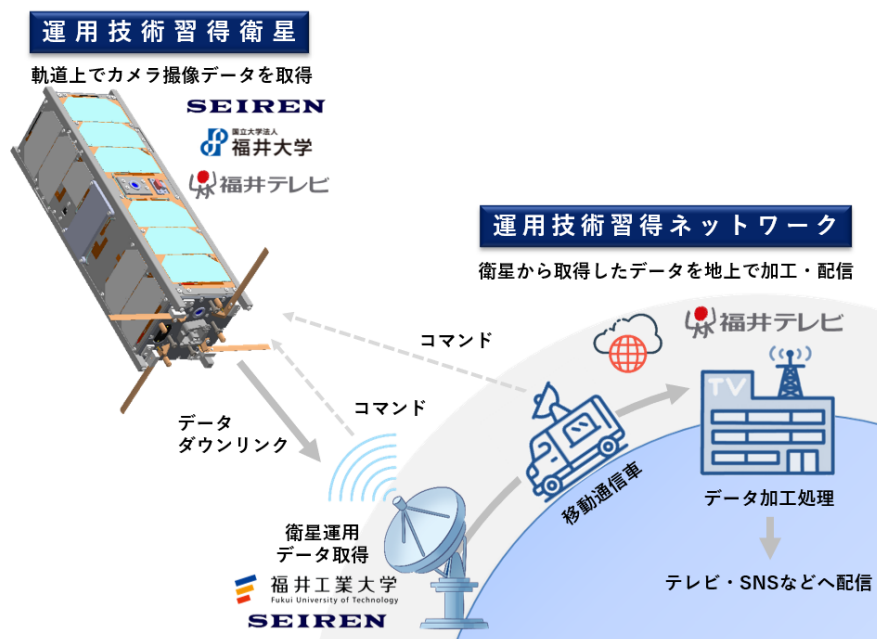 運用技術習得衛星
軌道上でカメラ撮像データを取得
SEIREN
国立大学法人
福井大学
福井テレビ
運用技術習得ネットワーク
衛星から取得したデータを地上で加工・配信
福井テレビ
コマンド
コマンド
データ
ダウンリンク
TV
移動通信車
データ加工処理
衛星運用
データ取得
福井工業大学
Fukui University of Technology
SEIREN
テレビ・SNSなどへ配信